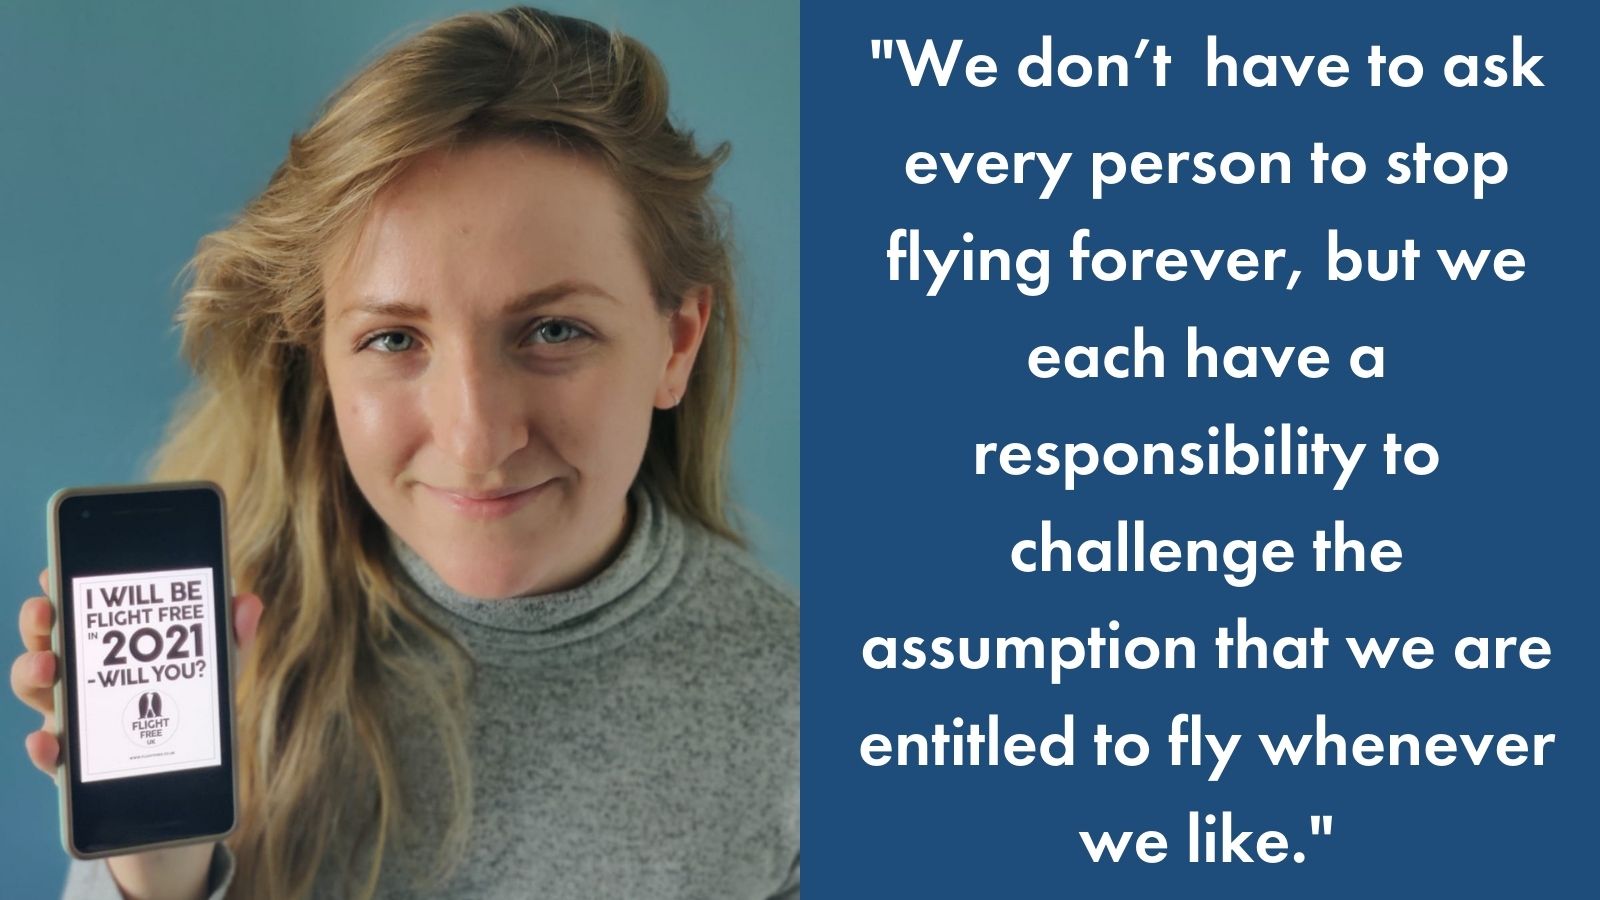 I WILL BE
FLIGHT FREE
IN 2021
-WILL YOU?
FLIGHT
FREE
UK
"We don’t  have to ask
every person to stop
flying forever, but we
each have a
responsibility to
challenge the
assumption that we are
entitled to fly whenever
we like."